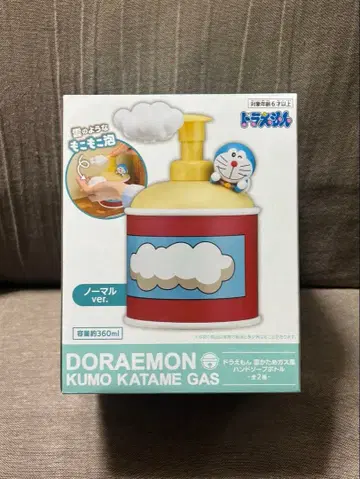 対象年齢6才以上
ドラえもん
雲のような
もこもこ泡
ノーマル
ver.
容量約360ml
DORAEMON
KUMO KATAME GAS
ドラえもん 雲かためガス風
ハンドソープボトル
-全2種-